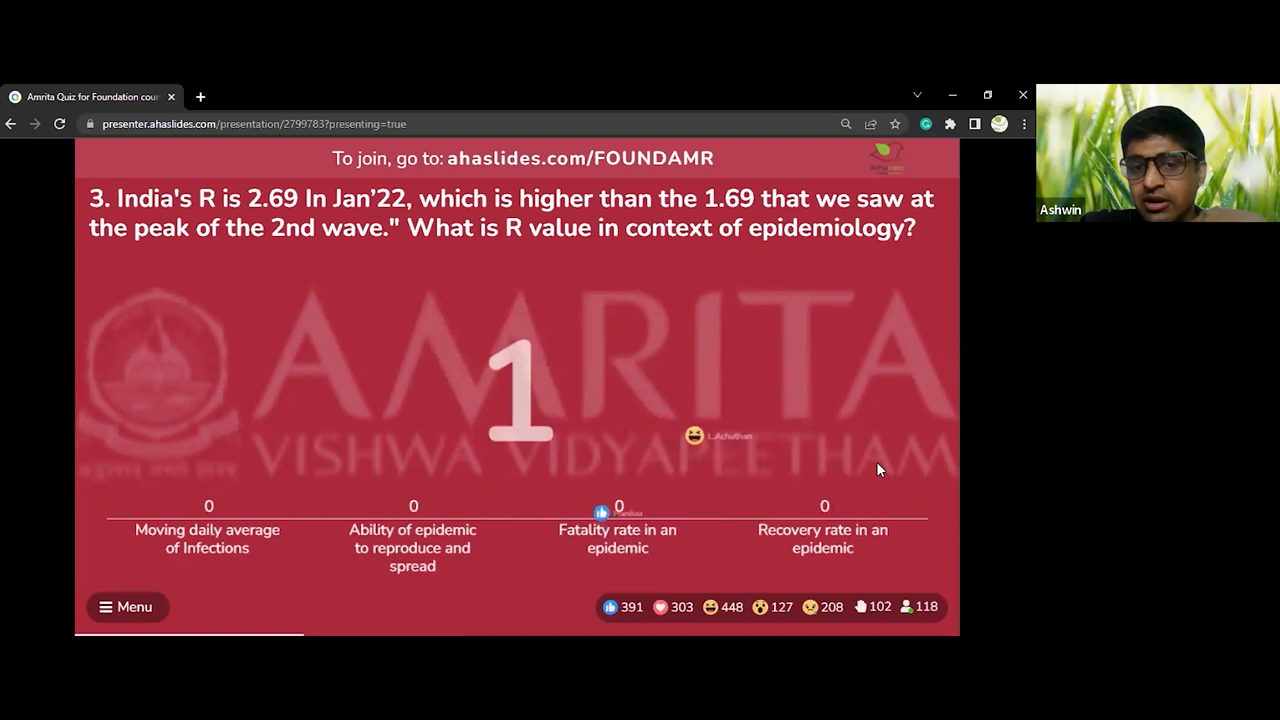 Amrita Quiz for Foundation cour
presenter.ahaslides.com/presentation/2799783?presenting=true
To join, go to: ahaslides.com/FOUNDAMR
3. India's R is 2.69 In Jan’22, which is higher than the 1.69 that we saw at
the peak of the 2nd wave." What is R value in context of epidemiology?
AMRITA
VISHWA VIDYAPEETHAM
1
L.Achuthan
0
0
0
0
Moving daily average
of Infections
Ability of epidemic
to reproduce and
spread
Fatality rate in an
epidemic
Recovery rate in an
epidemic
Menu
391 303 448 127 208 102 118
Ashwin